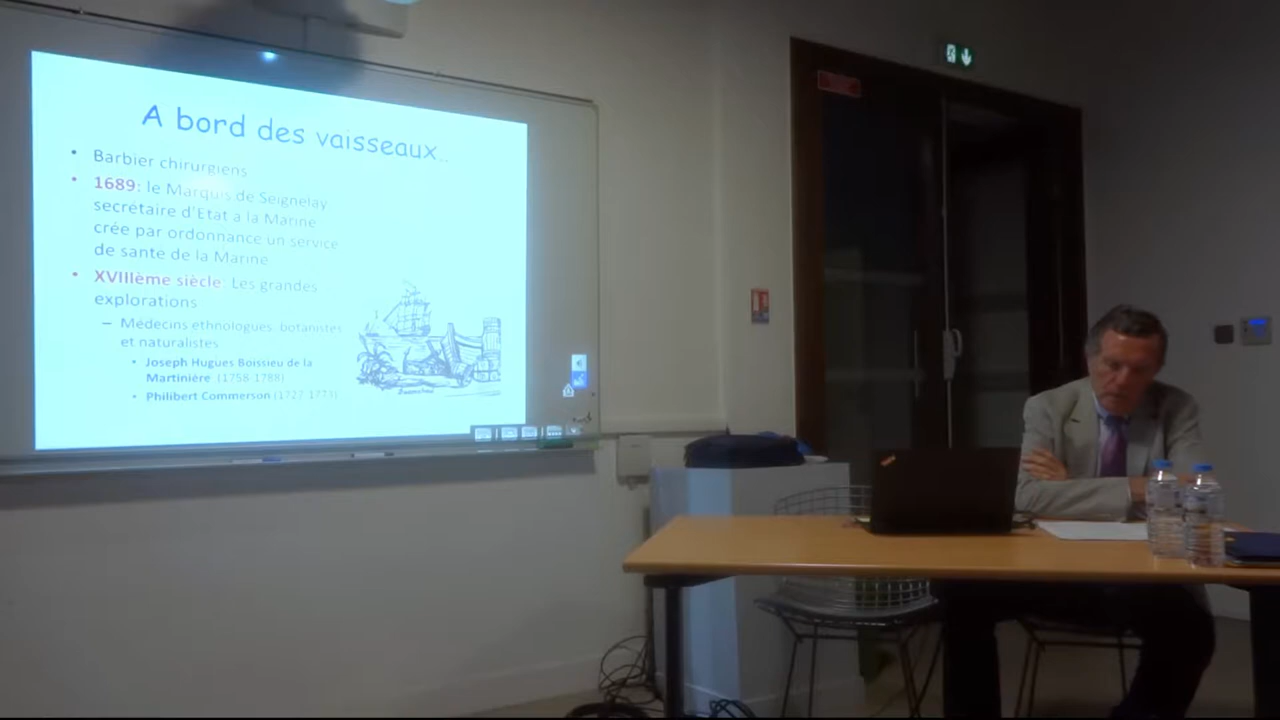 A bord des vaisseaux..
• Barbier chirurgiens
• 1689: le Marquis de Seignelay
secrétaire d'Etat a la Marine
crée par ordonnance un service
de santé de la Marine
• XVIIIème siècle: Les grandes
explorations
– Médecins ethnologues, botanistes
et naturalistes
• Joseph Hugues Boissieu de la
Martinière (1758-1788)
• Philibert Commerson (1727-1773)